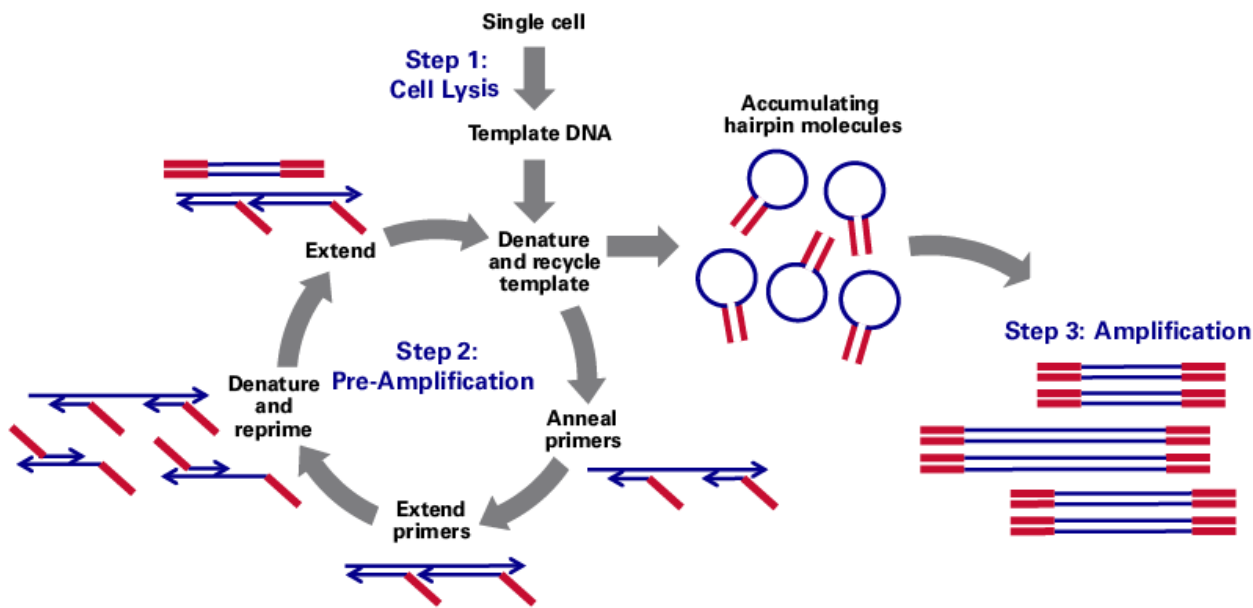 Single cell
Step 1:
Cell Lysis
Template DNA
Accumulating
hairpin molecules
Extend
Denature
and recycle
template
Step 2:
Pre-Amplification
Denature
and
reprime
Anneal
primers
Extend
primers
Step 3: Amplification